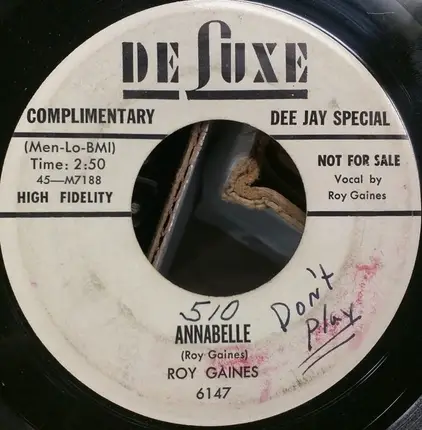 DE LUXE
COMPLIMENTARY
DEE JAY SPECIAL
(Men-Lo-BMI)
Time: 2:50
45—M7188
HIGH FIDELITY
NOT FOR SALE
Vocal by
Roy Gaines
510
Don't
Play
ANNABELLE
(Roy Gaines)
ROY GAINES
6147